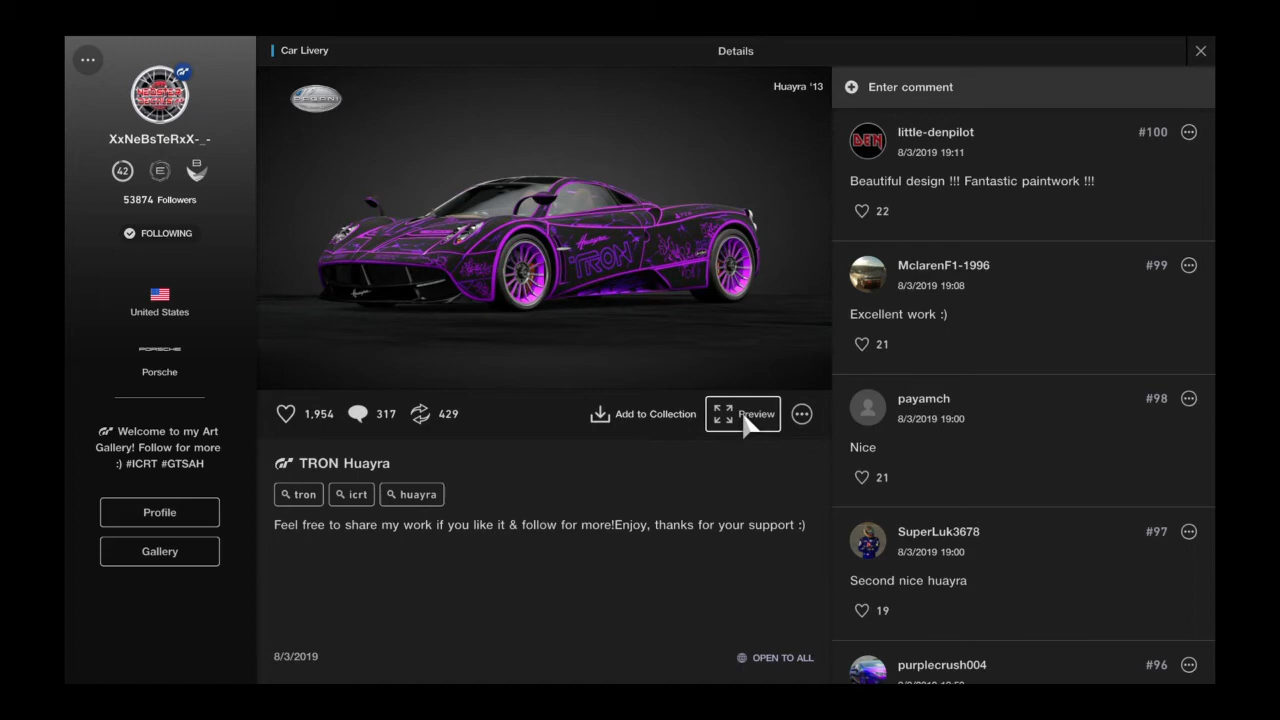 Car Livery
Details
XxNeBsTeRxX-_-
42
E
B
53874 Followers
FOLLOWING
United States
PORSCHE
Porsche
Welcome to my Art
Gallery! Follow for more
:) #ICRT #GTSAH
Profile
Gallery
PAGANI
Huayra '13
Huayra
TRON
1,954
317
429
Add to Collection
Preview
TRON Huayra
tron
icrt
huayra
Feel free to share my work if you like it & follow for more!Enjoy, thanks for your support :)
8/3/2019
OPEN TO ALL
Enter comment
DEN
little-denpilot
#100
8/3/2019 19:11
Beautiful design !!! Fantastic paintwork !!!
22
MclarenF1-1996
#99
8/3/2019 19:08
Excellent work :)
21
payamch
#98
8/3/2019 19:00
Nice
21
SuperLuk3678
#97
8/3/2019 19:00
Second nice huayra
19
purplecrush004
#96